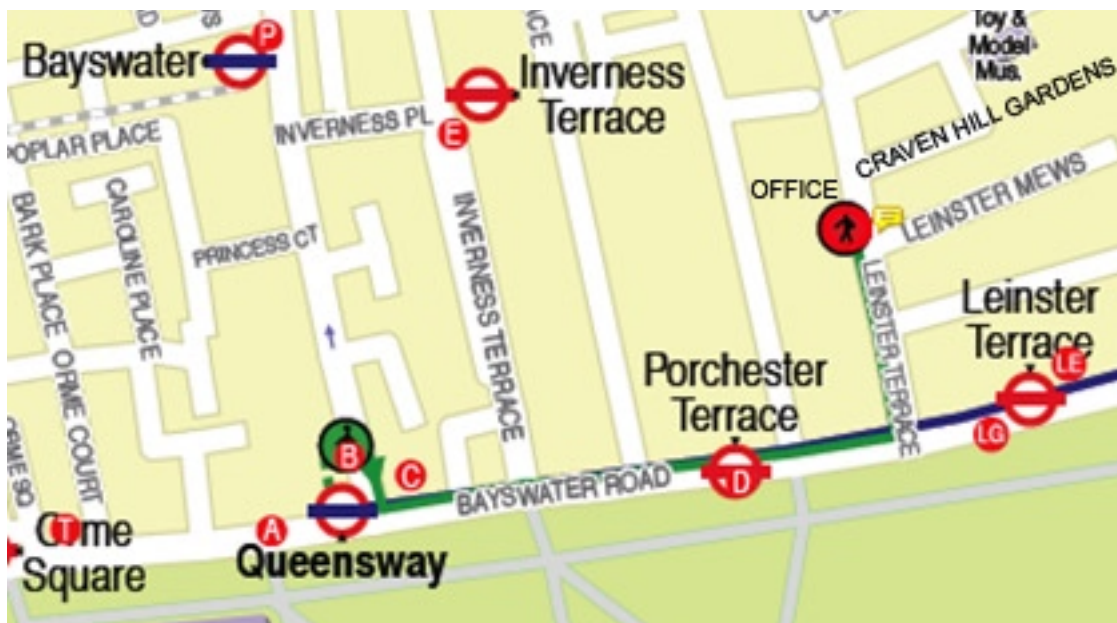 Bayswater
P
Inverness
Terrace
E
INVERNESS PL
POPLAR PLACE
Toy &
Model
Mus.
CRAVEN HILL GARDENS
OFFICE
LEINSTER MEWS
BARK PLACE
CAROLINE PLACE
PRINCESS CT
INVERNESS TERRACE
LEINSTER TERRACE
Leinster
Terrace
LE
LG
Porchester
Terrace
D
ORME COURT
ORME SQ
B
C
BAYSWATER ROAD
A
Queensway
T
Square